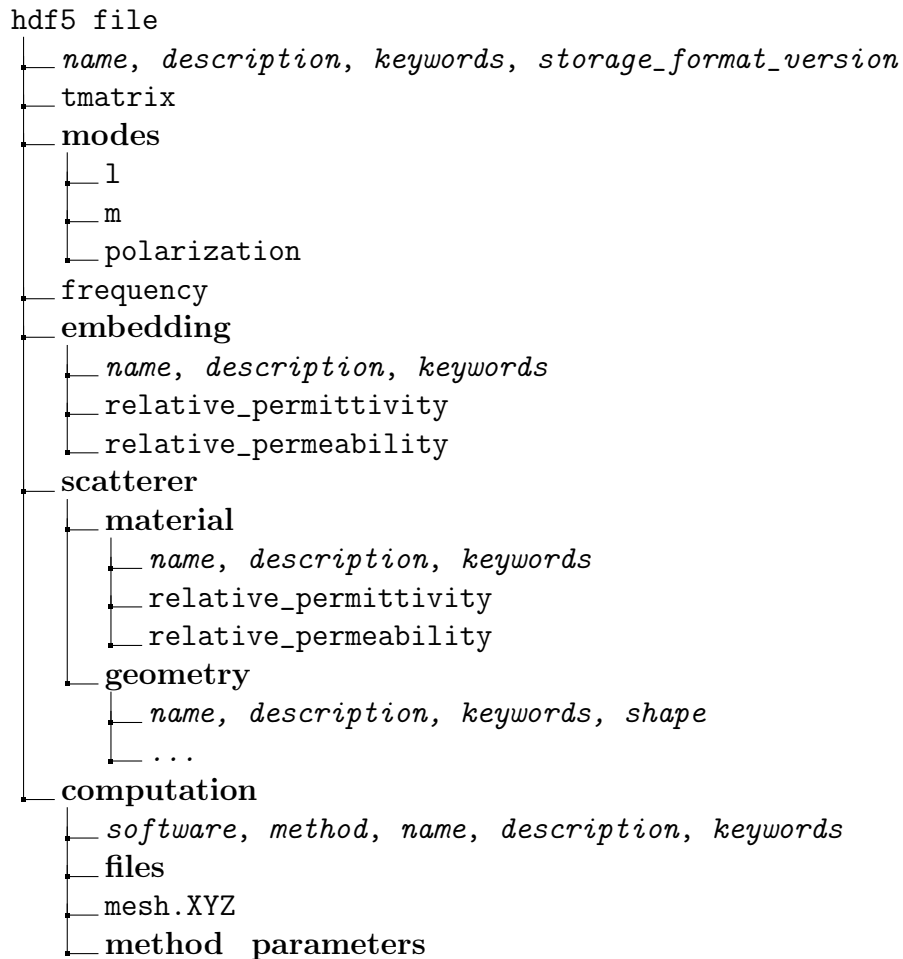 hdf5 file
name, description, keywords, storage_format_version
tmatrix
modes
l
m
polarization
frequency
embedding
name, description, keywords
relative_permittivity
relative_permeability
scatterer
material
name, description, keywords
relative_permittivity
relative_permeability
geometry
name, description, keywords, shape
...
computation
software, method, name, description, keywords
files
mesh.XYZ
method parameters